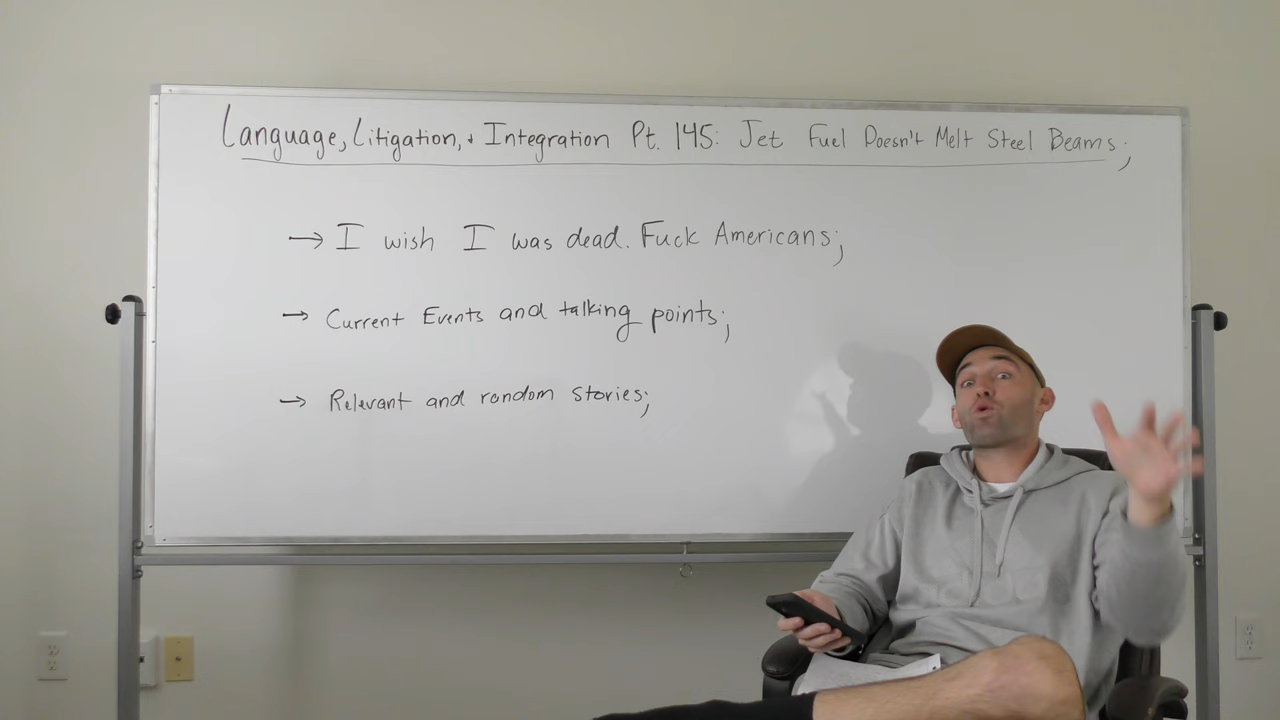 Language, Litigation, + Integration Pt. 145: Jet Fuel Doesn't Melt Steel Beams;
→ I wish I was dead. Fuck Americans;
→ Current Events and talking points;
→ Relevant and random stories;